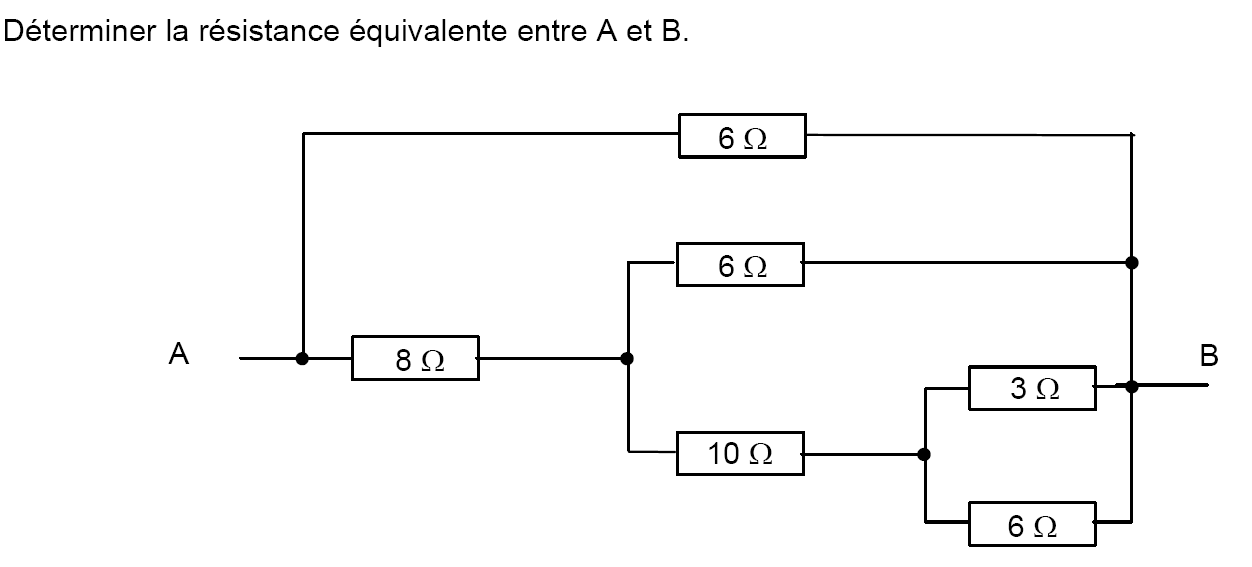 Déterminer la résistance équivalente entre A et B.
6 Ω
6 Ω
A
8 Ω
B
3 Ω
10 Ω
6 Ω